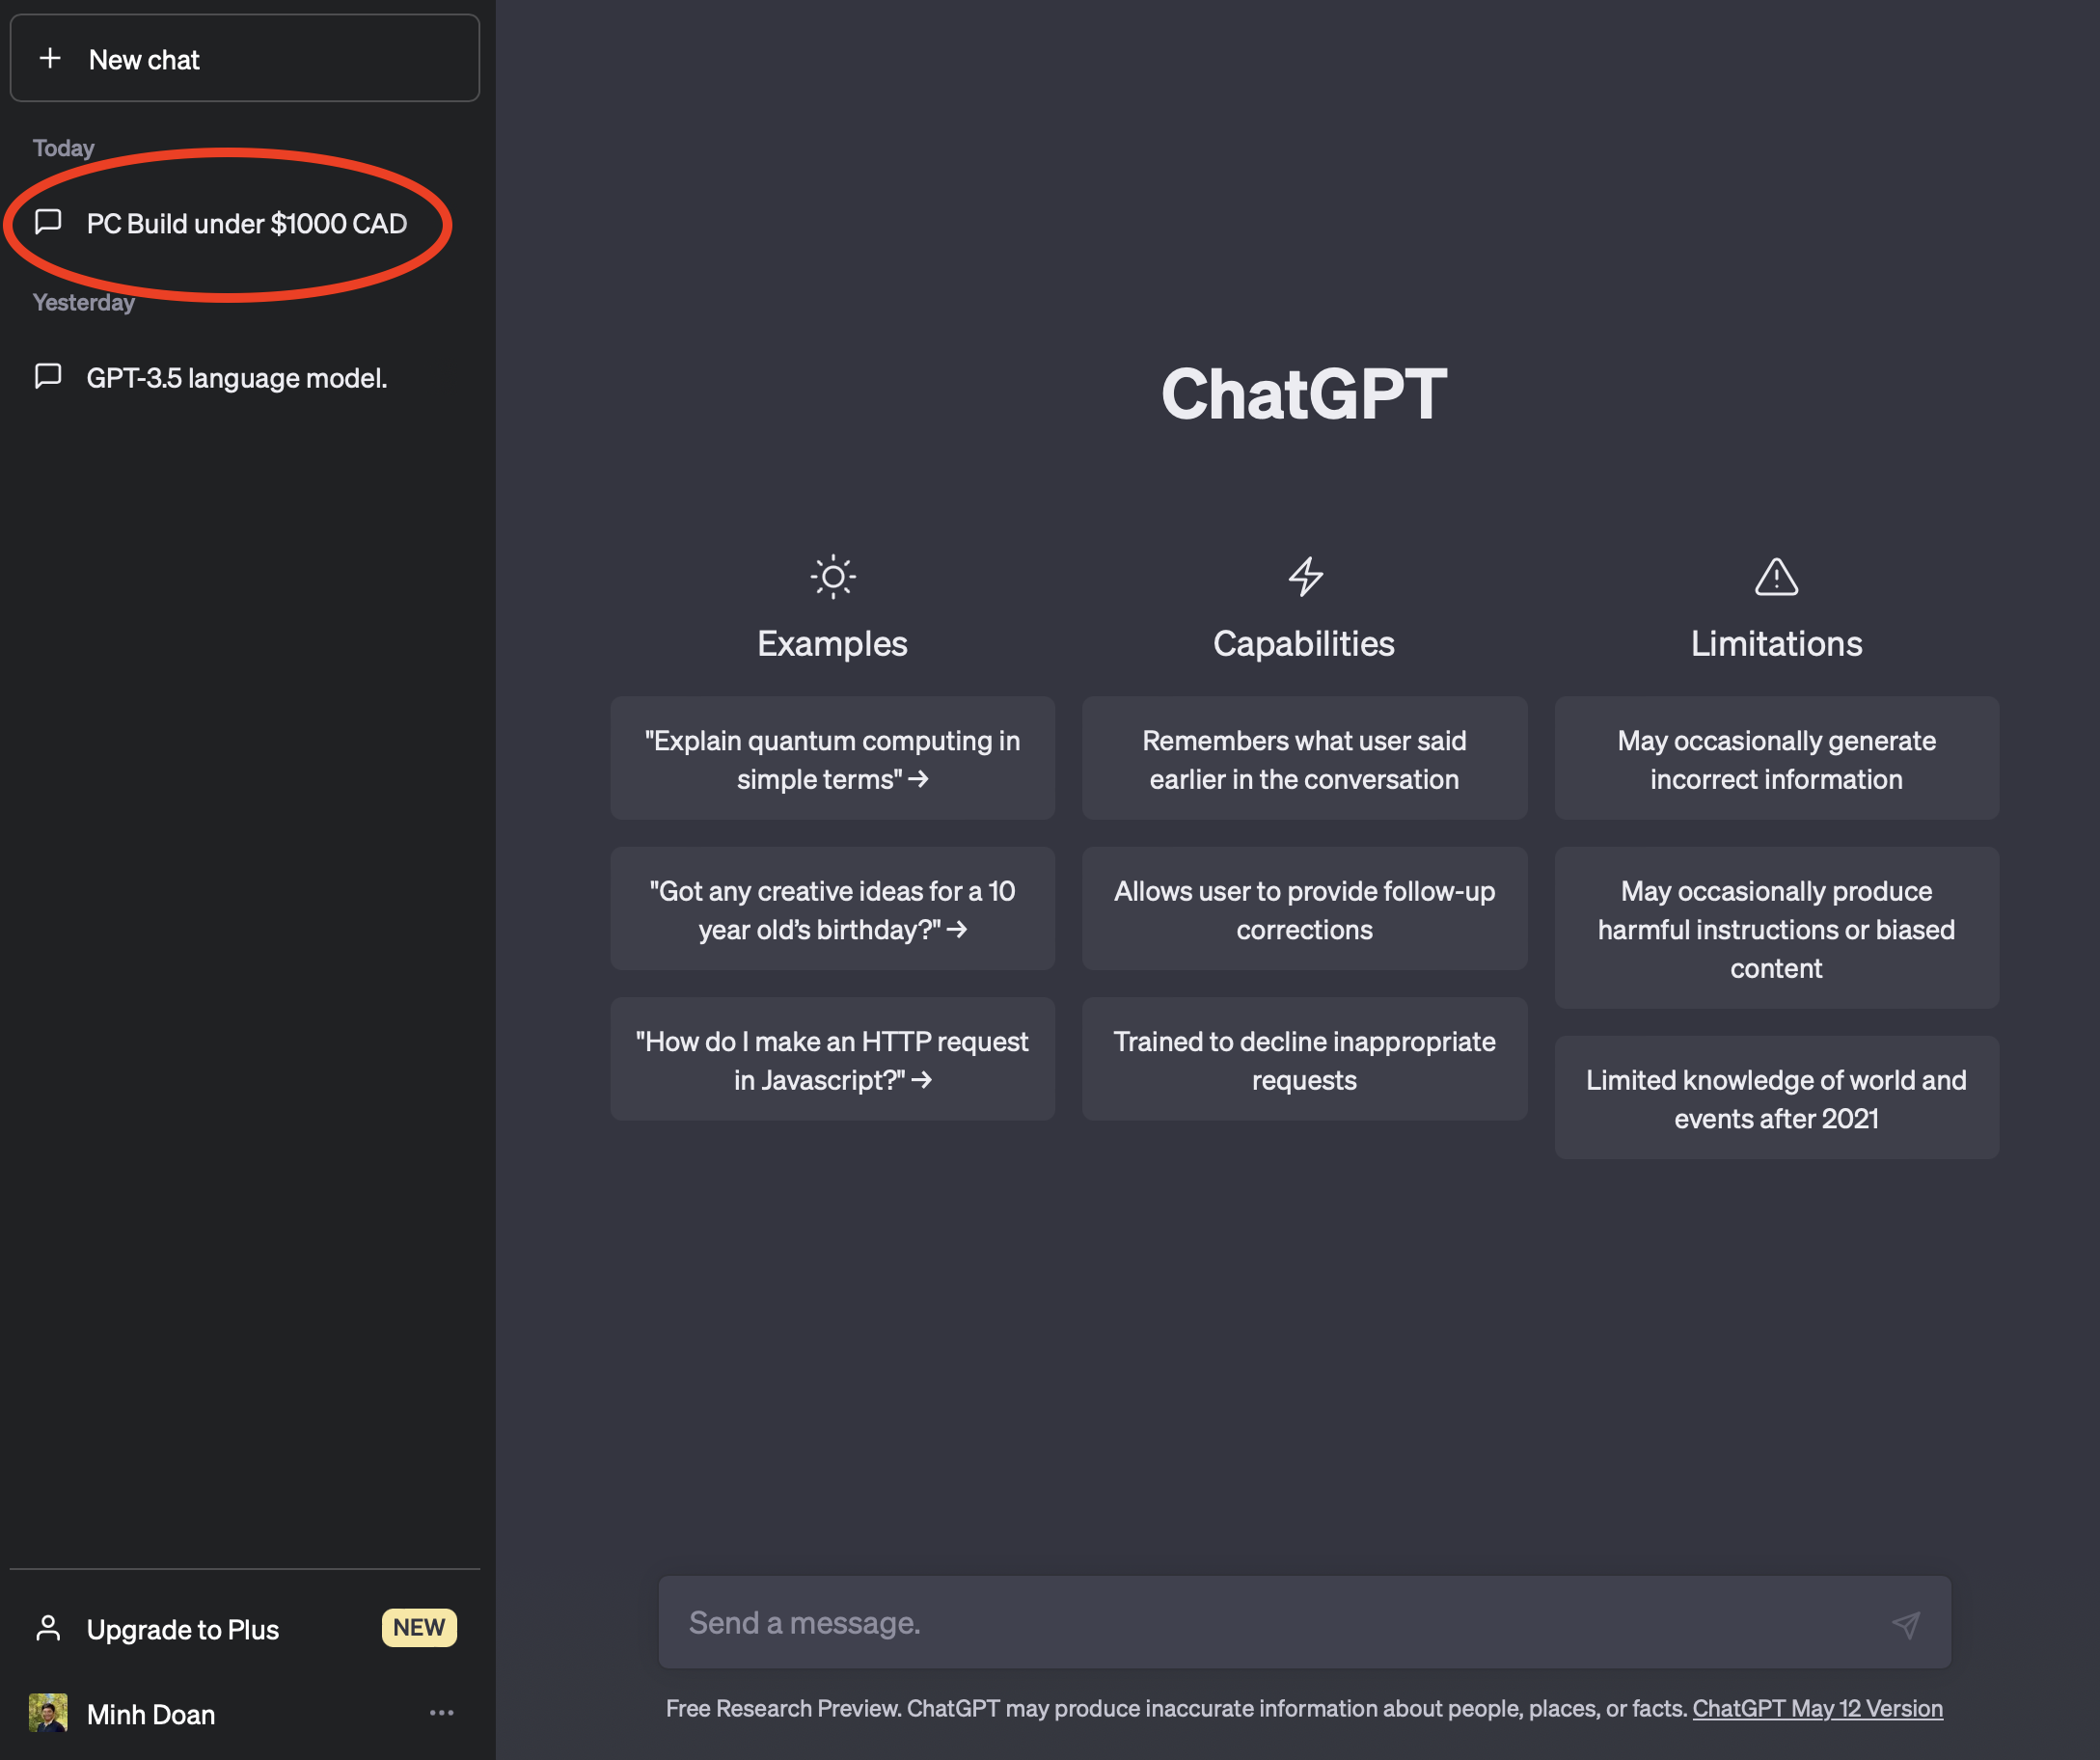 New chat
Today
PC Build under $1000 CAD
Yesterday
GPT-3.5 language model.
Upgrade to Plus
NEW
Minh Doan
ChatGPT
Examples
"Explain quantum computing in
simple terms" →
"Got any creative ideas for a 10
year old’s birthday?" →
"How do I make an HTTP request
in Javascript?" →
Capabilities
Remembers what user said
earlier in the conversation
Allows user to provide follow-up
corrections
Trained to decline inappropriate
requests
Limitations
May occasionally generate
incorrect information
May occasionally produce
harmful instructions or biased
content
Limited knowledge of world and
events after 2021
Send a message.
Free Research Preview. ChatGPT may produce inaccurate information about people, places, or facts. ChatGPT May 12 Version